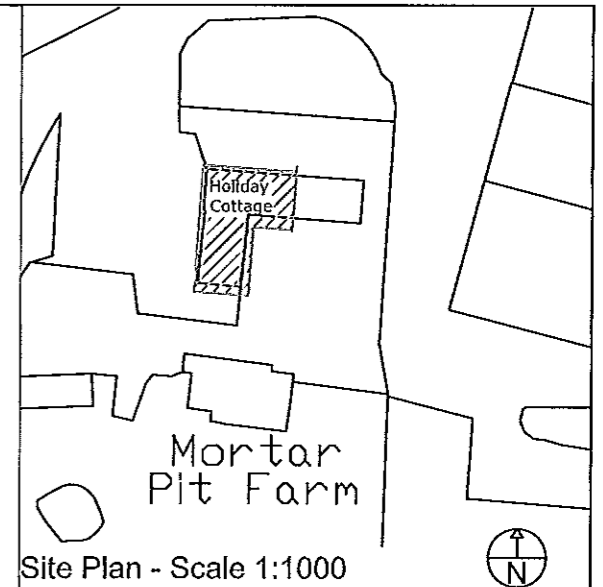 Holiday
Cottage
Mortar
Pit Farm
Site Plan - Scale 1:1000
N